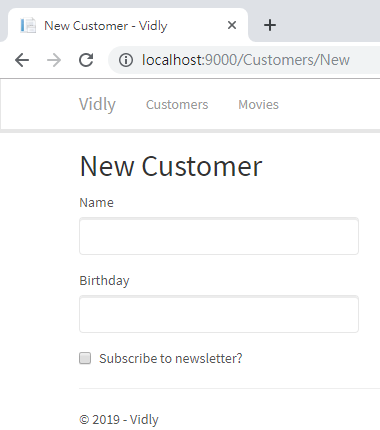 New Customer - Vidly
localhost:9000/Customers/New
Vidly Customers Movies
New Customer
Name
Birthday
Subscribe to newsletter?
© 2019 - Vidly